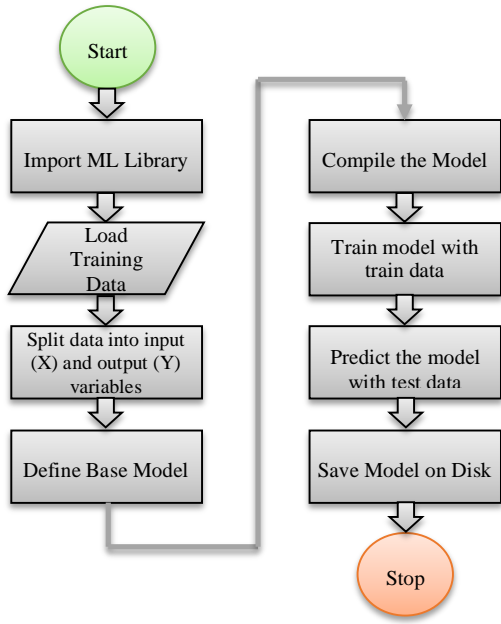 Start
Import ML Library
Load
Training
Data
Split data into input
(X) and output (Y)
variables
Define Base Model
Compile the Model
Train model with
train data
Predict the model
with test data
Save Model on Disk
Stop